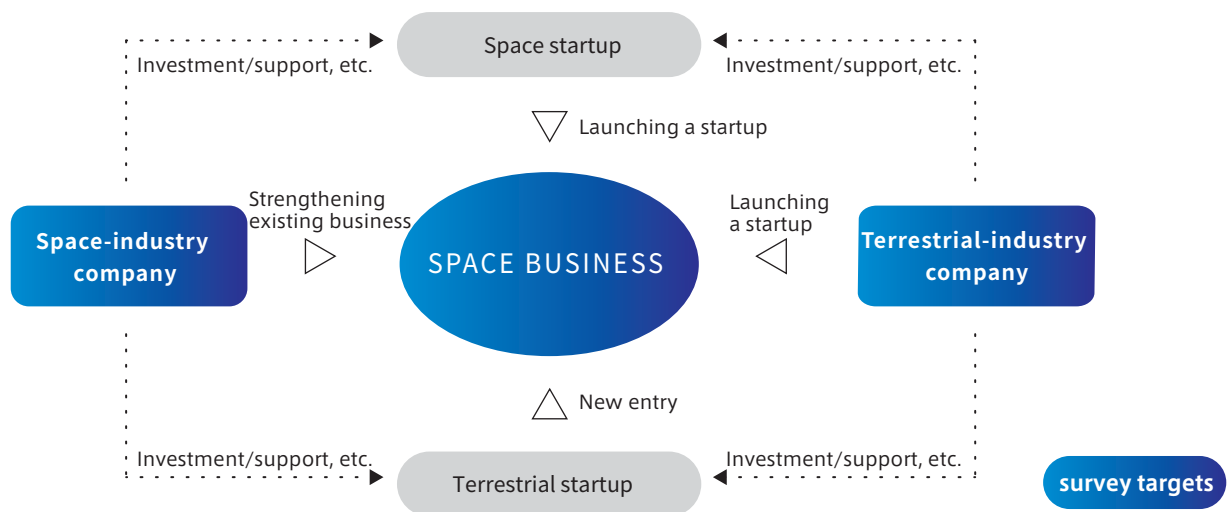 Space startup
Investment/support, etc.
Investment/support, etc.
Launching a startup
Strengthening
existing business
Launching
a startup
Space-industry
company
SPACE BUSINESS
Terrestrial-industry
company
New entry
Investment/support, etc.
Investment/support, etc.
Terrestrial startup
survey targets